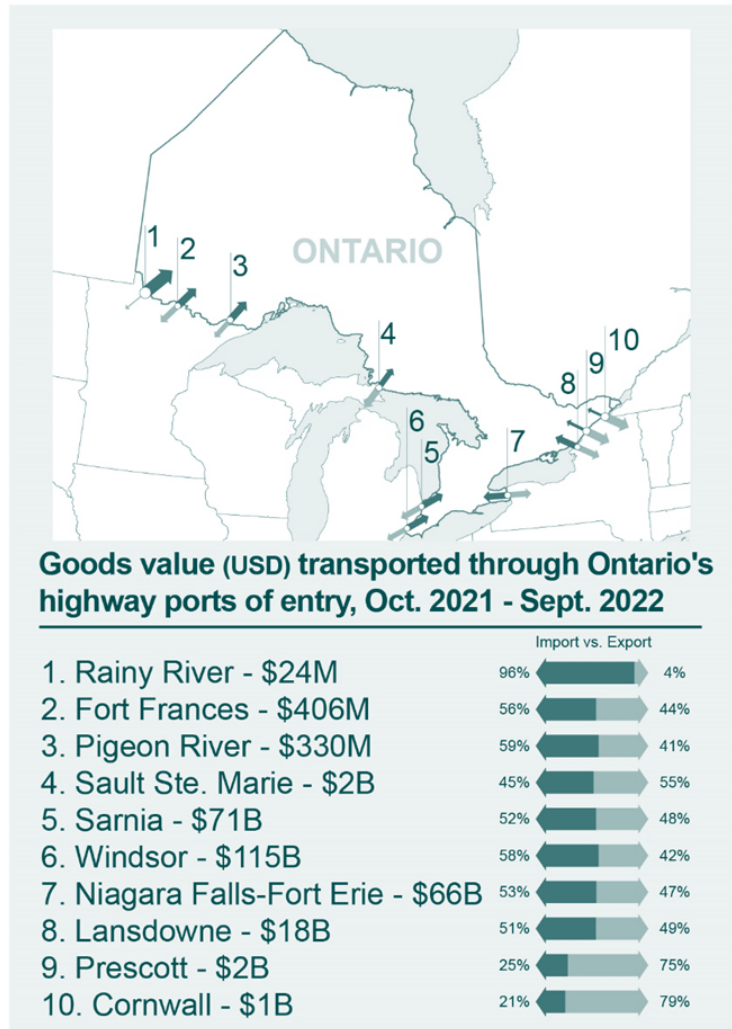 1
2
3
ONTARIO
4
10
9
8
6
7
5
Goods value (USD) transported through Ontario's
highway ports of entry, Oct. 2021 - Sept. 2022
Import vs. Export
1. Rainy River - $24M 96% 4%
2. Fort Frances - $406M 56% 44%
3. Pigeon River - $330M 59% 41%
4. Sault Ste. Marie - $2B 45% 55%
5. Sarnia - $71B 52% 48%
6. Windsor - $115B 58% 42%
7. Niagara Falls-Fort Erie - $66B 53% 47%
8. Lansdowne - $18B 51% 49%
9. Prescott - $2B 25% 75%
10. Cornwall - $1B 21% 79%